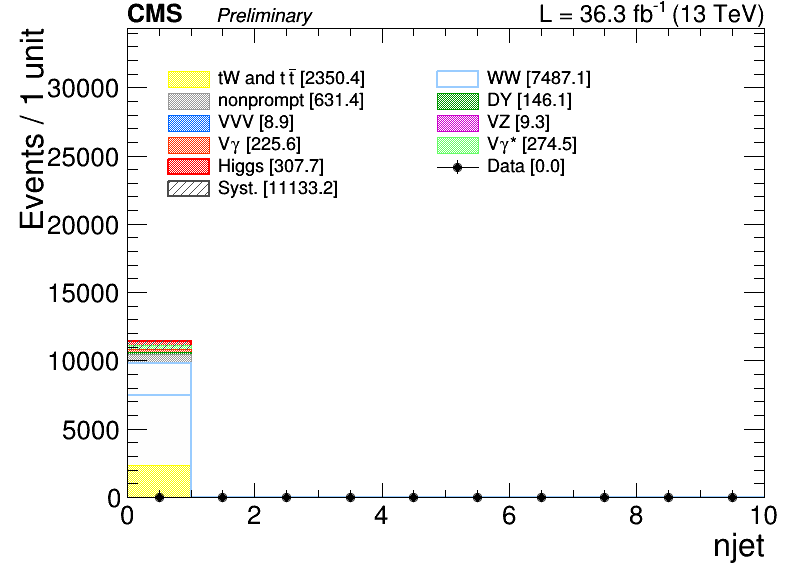 CMS Preliminary L = 36.3 fb⁻¹ (13 TeV)
Events / 1 unit
30000
25000
20000
15000
10000
5000
0
tW and tt̄ [2350.4]
nonprompt [631.4]
VVV [8.9]
Vγ [225.6]
Higgs [307.7]
Syst. [11133.2]
WW [7487.1]
DY [146.1]
VZ [9.3]
Vγ* [274.5]
Data [0.0]
0 2 4 6 8 10
njet